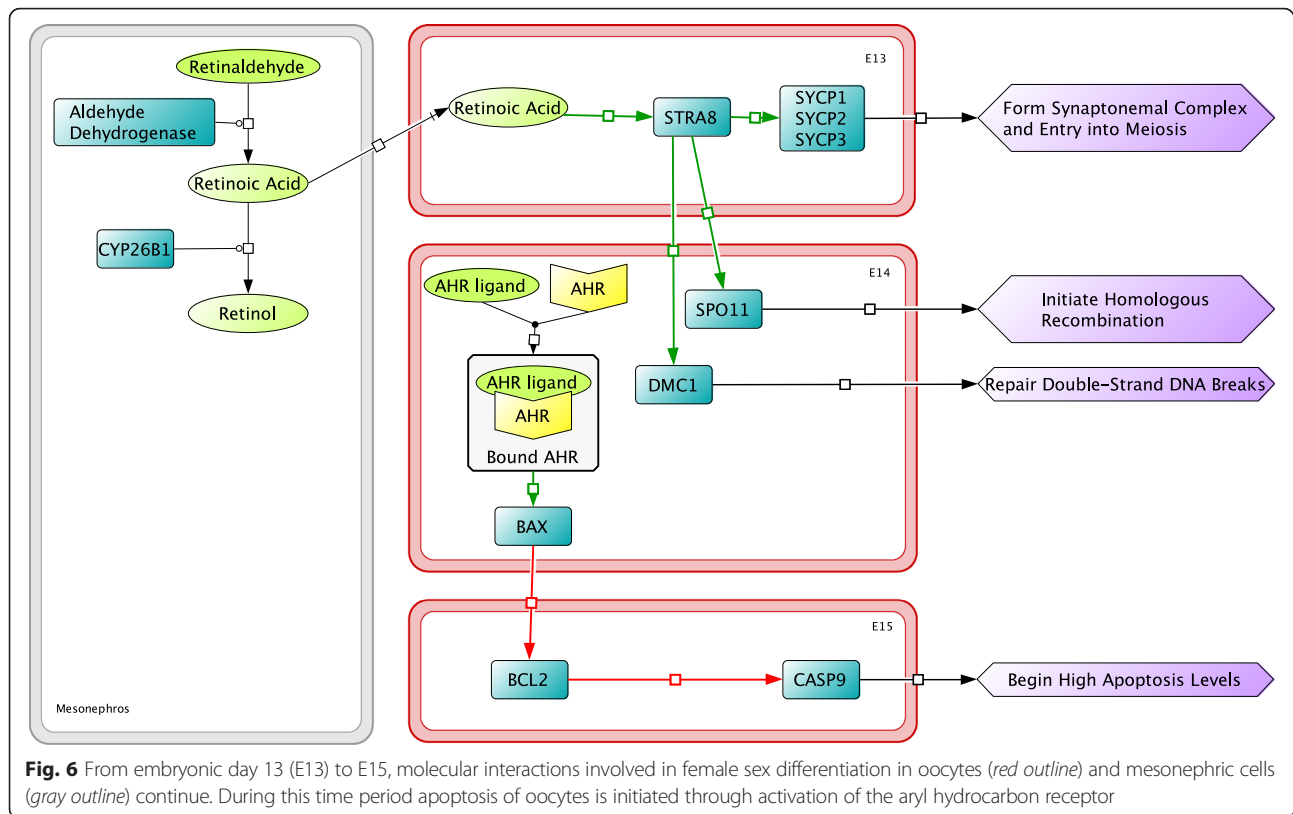 Retinaldehyde
Aldehyde
Dehydrogenase
Retinoic Acid
CYP26B1
Retinol
Mesonephros
E13
Retinoic Acid
STRA8
SYCP1
SYCP2
SYCP3
Form Synaptonemal Complex
and Entry into Meiosis
E14
AHR ligand
AHR
SPO11
Initiate Homologous
Recombination
AHR ligand
AHR
Bound AHR
DMC1
Repair Double-Strand DNA Breaks
BAX
E15
BCL2
CASP9
Begin High Apoptosis Levels
Fig. 6 From embryonic day 13 (E13) to E15, molecular interactions involved in female sex differentiation in oocytes (red outline) and mesonephric cells
(gray outline) continue. During this time period apoptosis of oocytes is initiated through activation of the aryl hydrocarbon receptor